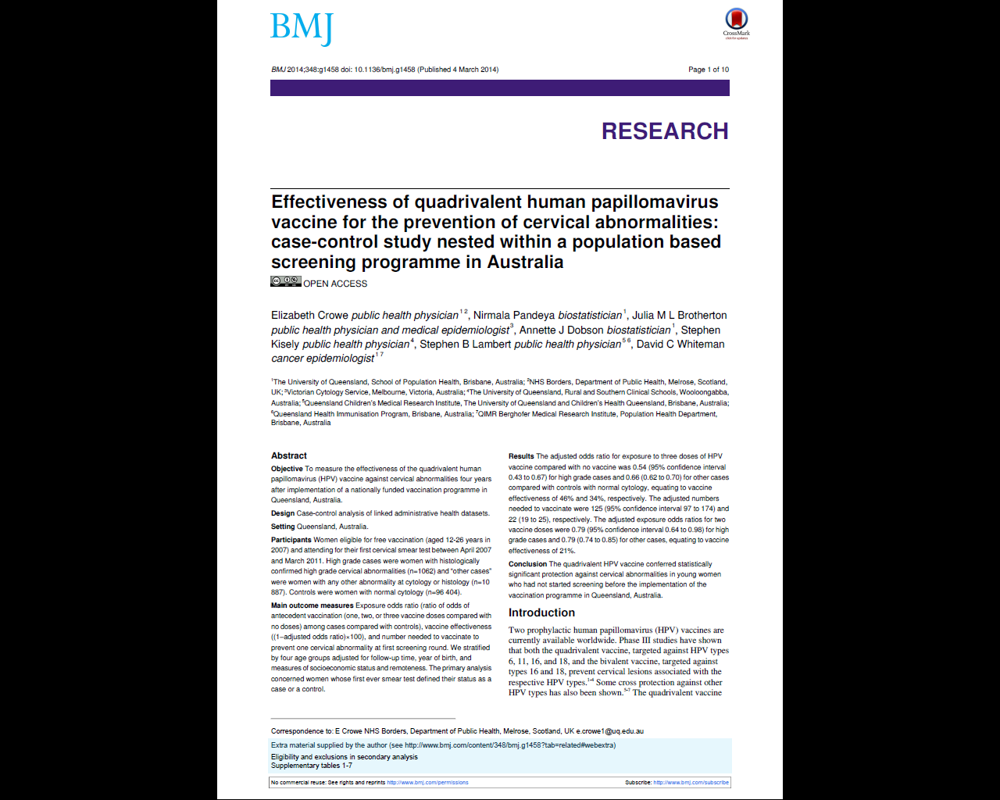 BMJ
CrossMark
click for updates
BMJ 2014;348:g1458 doi: 10.1136/bmj.g1458 (Published 4 March 2014)
Page 1 of 10
RESEARCH
Effectiveness of quadrivalent human papillomavirus
vaccine for the prevention of cervical abnormalities:
case-control study nested within a population based
screening programme in Australia
OPEN ACCESS
Elizabeth Crowe public health physician 1 2, Nirmala Pandeya biostatistician 1, Julia M L Brotherton
public health physician and medical epidemiologist 3, Annette J Dobson biostatistician 1, Stephen
Kisely public health physician 4, Stephen B Lambert public health physician 5 6, David C Whiteman
cancer epidemiologist 1 7
1The University of Queensland, School of Population Health, Brisbane, Australia; 2NHS Borders, Department of Public Health, Melrose, Scotland,
UK; 3Victorian Cytology Service, Melbourne, Victoria, Australia; 4The University of Queensland, Rural and Southern Clinical Schools, Wooloongabba,
Australia; 5Queensland Children's Medical Research Institute, The University of Queensland and Children's Health Queensland, Brisbane, Australia;
6Queensland Health Immunisation Program, Brisbane, Australia; 7QIMR Berghofer Medical Research Institute, Population Health Department,
Brisbane, Australia
Abstract
Objective To measure the effectiveness of the quadrivalent human
papillomavirus (HPV) vaccine against cervical abnormalities four years
after implementation of a nationally funded vaccination programme in
Queensland, Australia.
Design Case-control analysis of linked administrative health datasets.
Setting Queensland, Australia.
Participants Women eligible for free vaccination (aged 12-26 years in
2007) and attending for their first cervical smear test between April 2007
and March 2011. High grade cases were women with histologically
confirmed high grade cervical abnormalities (n=1062) and "other cases"
were women with any other abnormality at cytology or histology (n=10
887). Controls were women with normal cytology (n=96 404).
Main outcome measures Exposure odds ratio (ratio of odds of
antecedent vaccination (one, two, or three vaccine doses compared with
no doses) among cases compared with controls), vaccine effectiveness
((1−adjusted odds ratio)×100), and number needed to vaccinate to
prevent one cervical abnormality at first screening round. We stratified
by four age groups adjusted for follow-up time, year of birth, and
measures of socioeconomic status and remoteness. The primary analysis
concerned women whose first ever smear test defined their status as a
case or a control.
Results The adjusted odds ratio for exposure to three doses of HPV
vaccine compared with no vaccine was 0.54 (95% confidence interval
0.43 to 0.67) for high grade cases and 0.66 (0.62 to 0.70) for other cases
compared with controls with normal cytology, equating to vaccine
effectiveness of 46% and 34%, respectively. The adjusted numbers
needed to vaccinate were 125 (95% confidence interval 97 to 174) and
22 (19 to 25), respectively. The adjusted exposure odds ratios for two
vaccine doses were 0.79 (95% confidence interval 0.64 to 0.98) for high
grade cases and 0.79 (0.74 to 0.85) for other cases, equating to vaccine
effectiveness of 21%.
Conclusion The quadrivalent HPV vaccine conferred statistically
significant protection against cervical abnormalities in young women
who had not started screening before the implementation of the
vaccination programme in Queensland, Australia.
Introduction
Two prophylactic human papillomavirus (HPV) vaccines are
currently available worldwide. Phase III studies have shown
that both the quadrivalent vaccine, targeted against HPV types
6, 11, 16, and 18, and the bivalent vaccine, targeted against
types 16 and 18, prevent cervical lesions associated with the
respective HPV types.1-4 Some cross protection against other
HPV types has also been shown.5-7 The quadrivalent vaccine
Correspondence to: E Crowe NHS Borders, Department of Public Health, Melrose, Scotland, UK e.crowe1@uq.edu.au
Extra material supplied by the author (see http://www.bmj.com/content/348/bmj.g1458?tab=related#webextra)
Eligibility and exclusions in secondary analysis
Supplementary tables 1-7
No commercial reuse: See rights and reprints http://www.bmj.com/permissions
Subscribe: http://www.bmj.com/subscribe